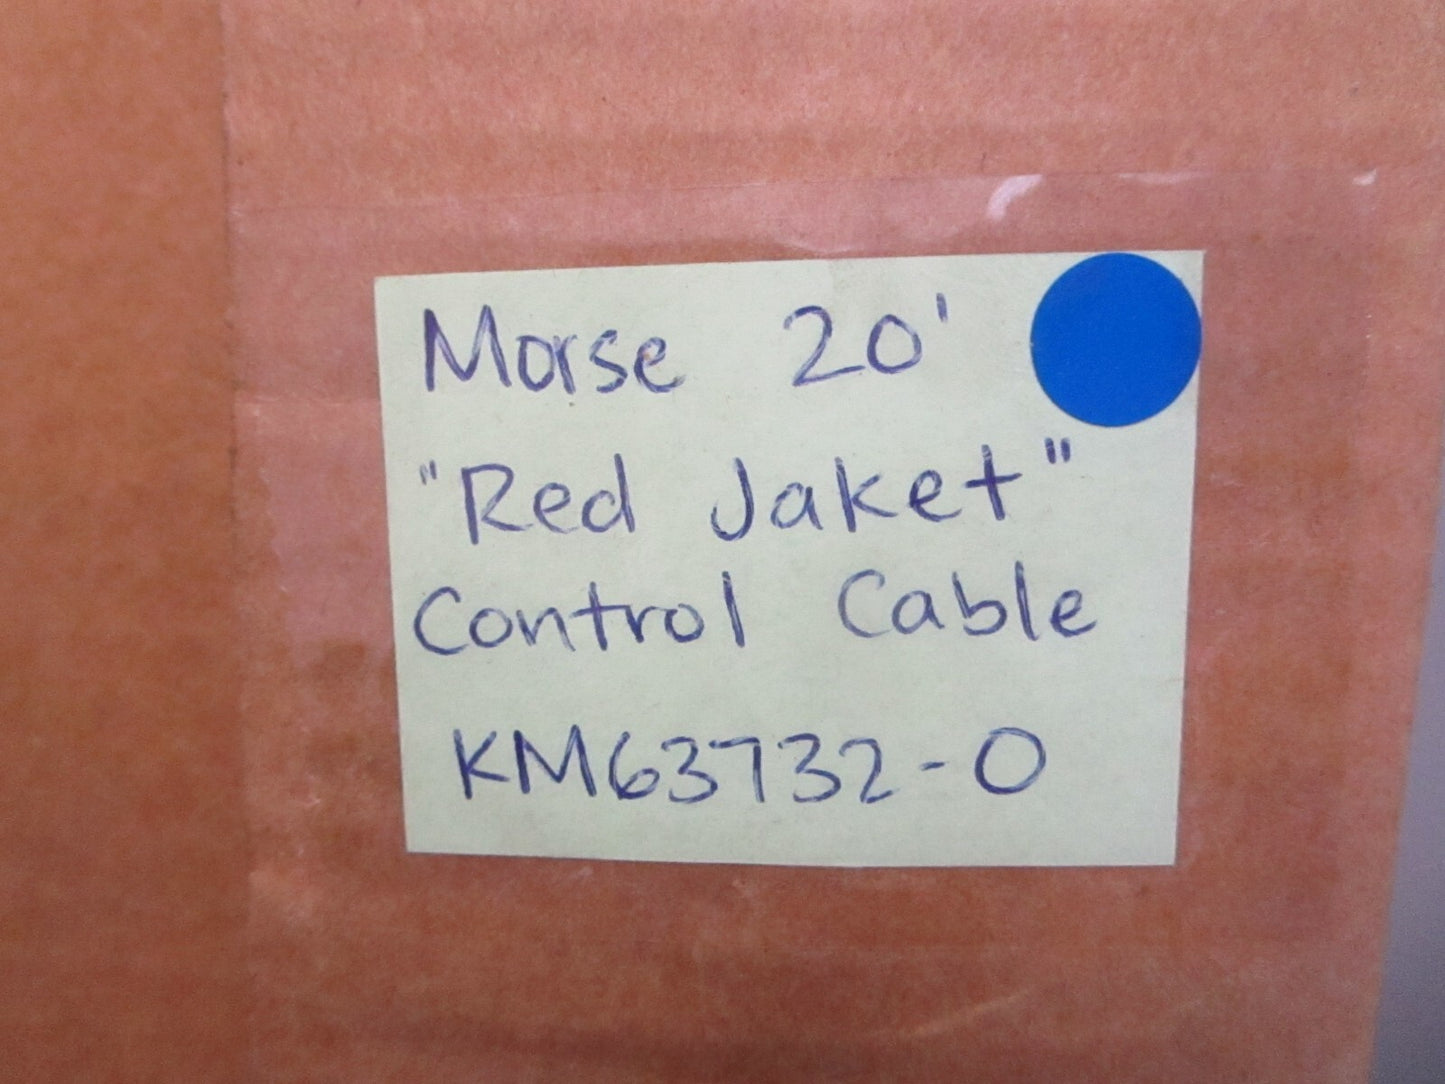 Morse 20'
"Red Jaket"
Control Cable
KM63732-0